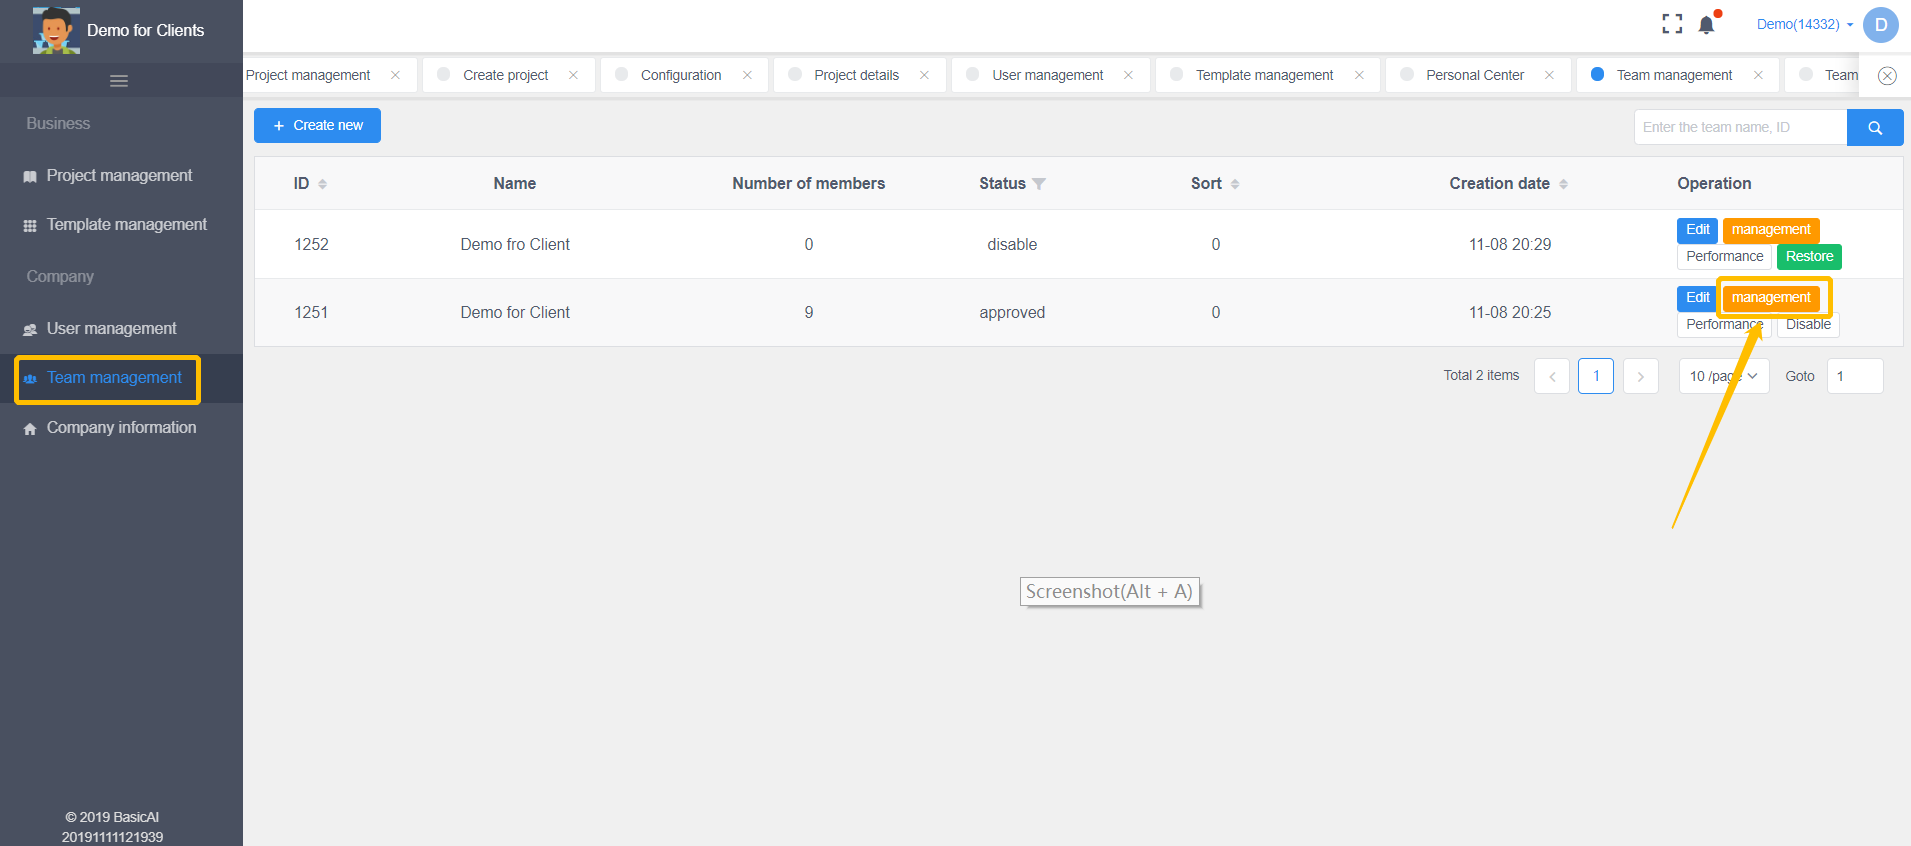 Demo for Clients
Demo(14332)
D
Project management
Create project
Configuration
Project details
User management
Template management
Personal Center
Team management
Team
Business
Project management
Template management
Company
User management
Team management
Company information
© 2019 BasicAI
20191111121939
+ Create new
Enter the team name, ID
ID Name Number of members Status Sort Creation date Operation
1252 Demo fro Client 0 disable 0 11-08 20:29
Edit management
Performance Restore
1251 Demo for Client 9 approved 0 11-08 20:25
Edit management
Performance Disable
Total 2 items < 1 > 10 /page Goto 1
Screenshot(Alt + A)